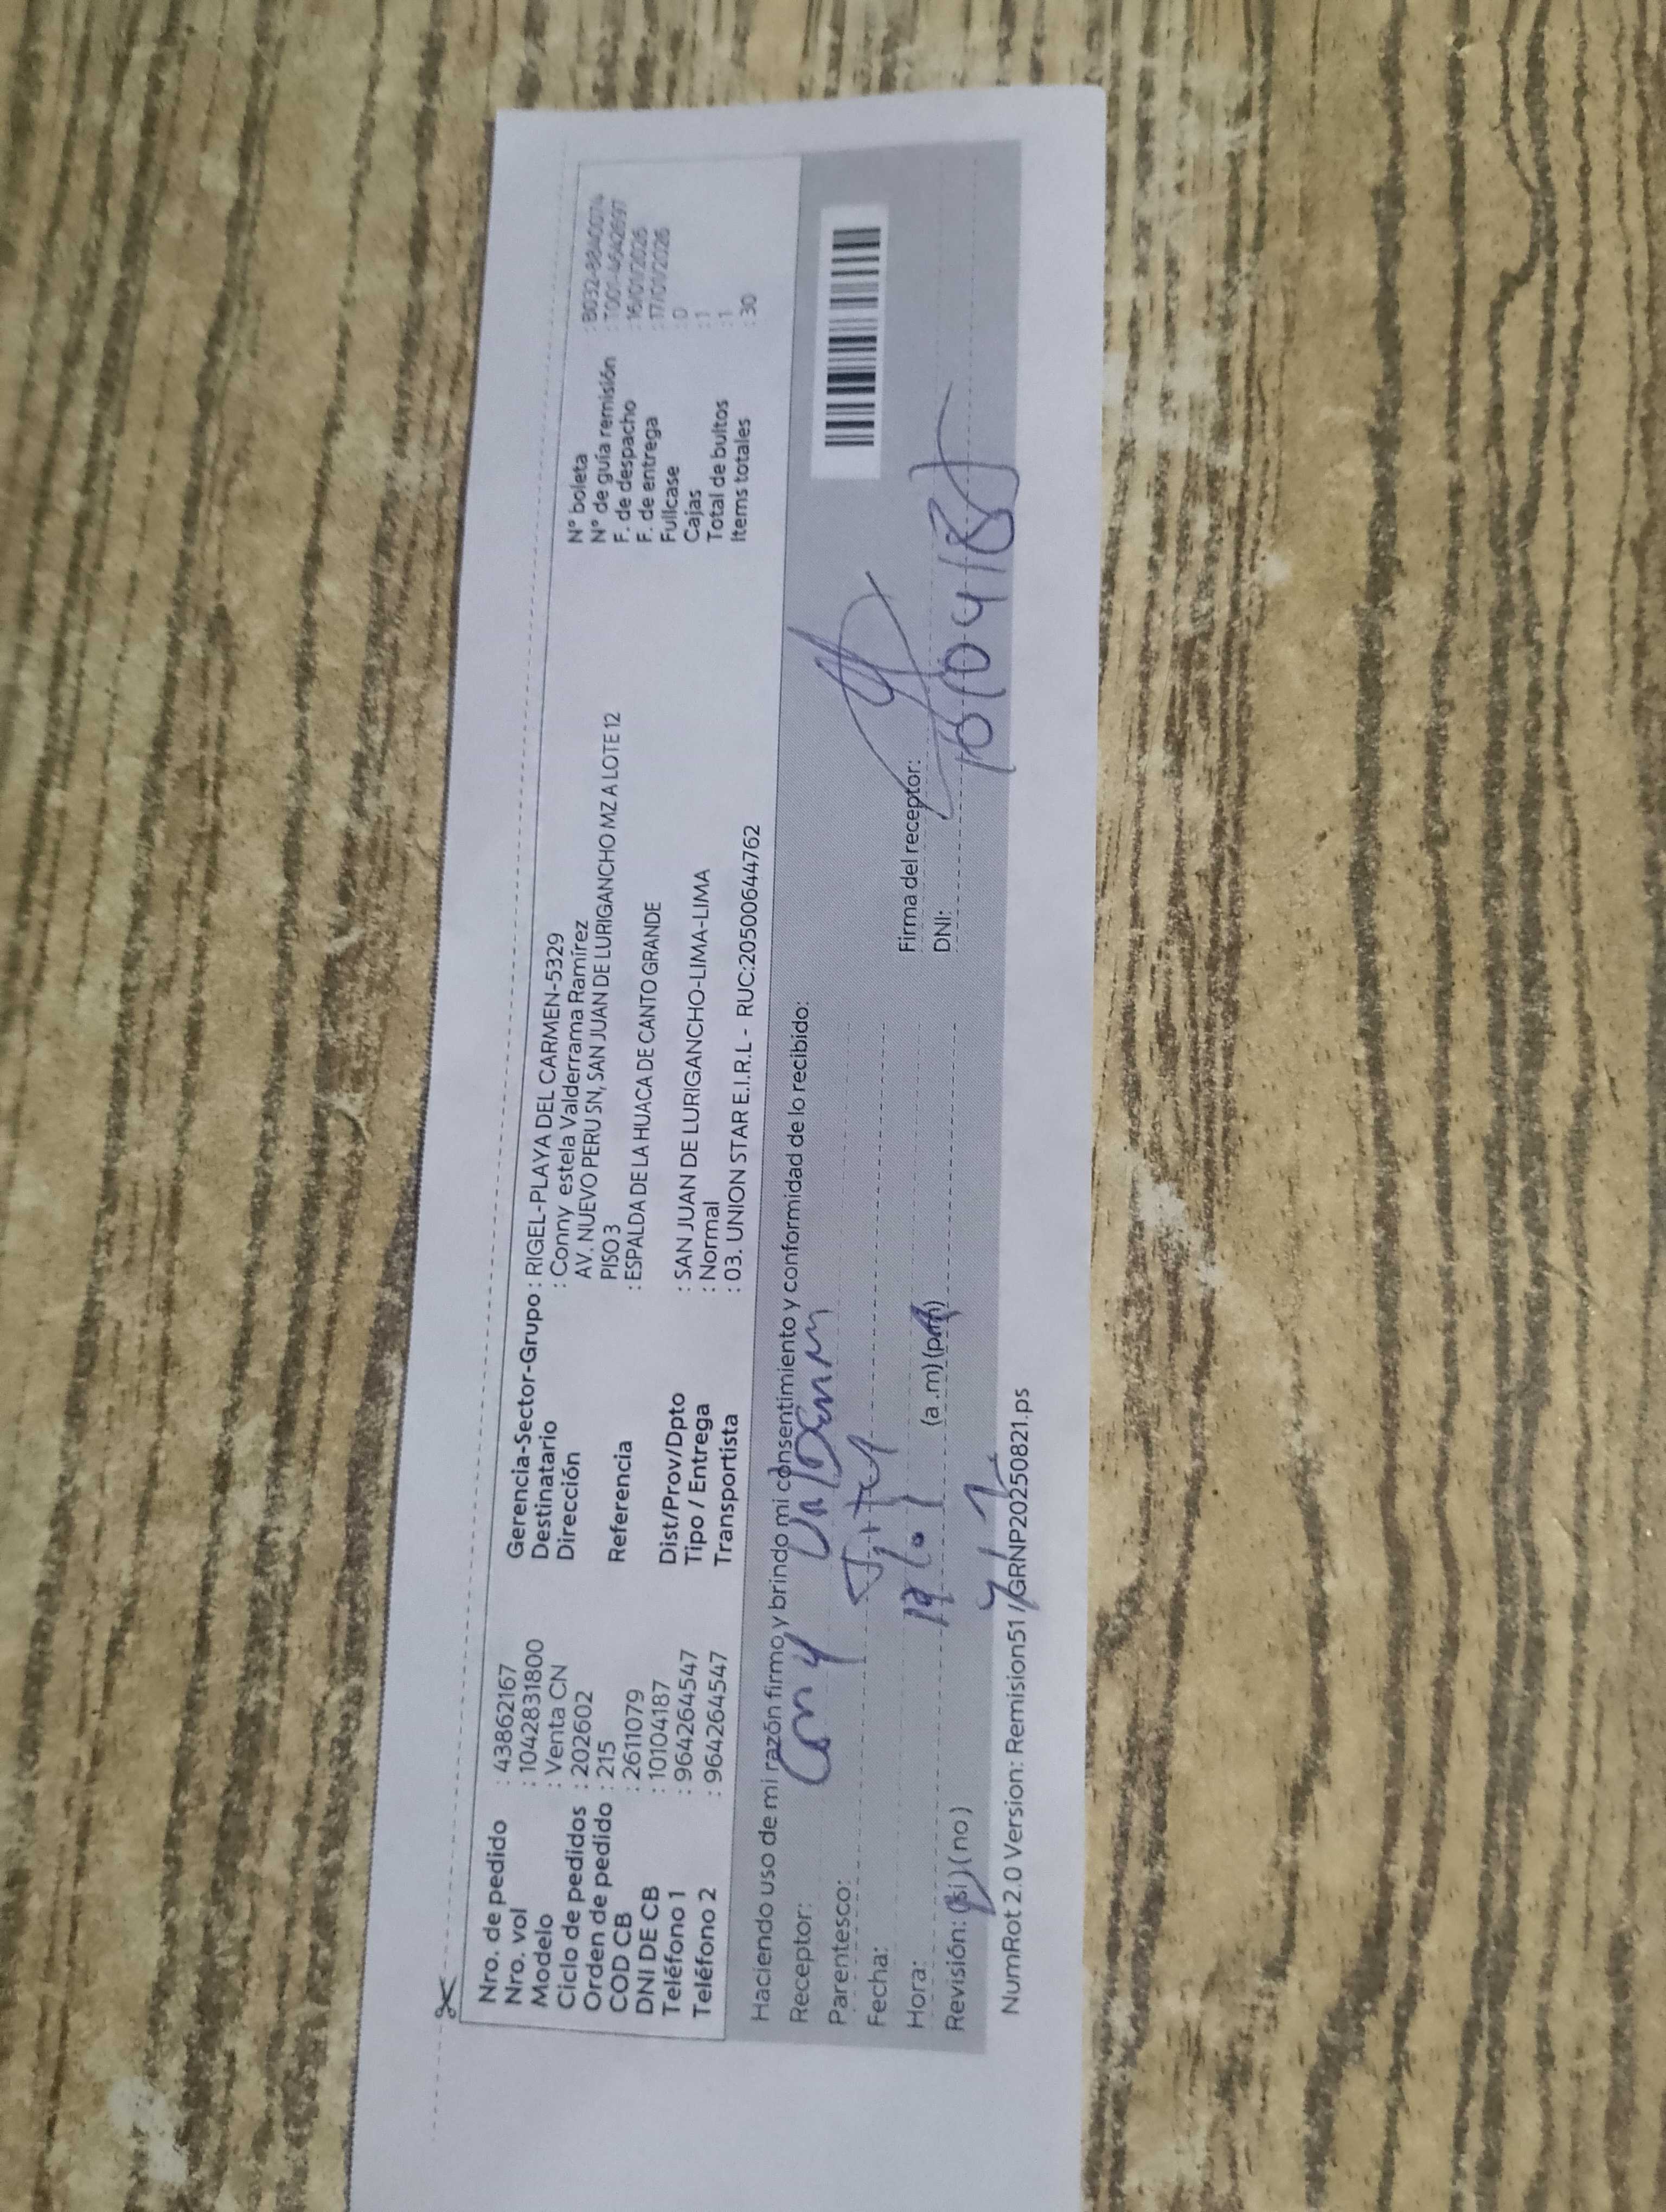 Nro. de pedido : 43862167
Nro. vol : 1042831800
Modelo : Venta CN
Ciclo de pedidos : 202602
Orden de pedido : 215
COD CB : 2611079
DNI DE CB : 10104187
Teléfono 1 : 964264547
Teléfono 2 : 964264547
Gerencia-Sector-Grupo : RIGEL-PLAYA DEL CARMEN-5329
Destinatario : Conny estela Valderrama Ramírez
Dirección AV. NUEVO PERU SN, SAN JUAN DE LURIGANCHO MZ A LOTE 12
PISO 3
Referencia : ESPALDA DE LA HUACA DE CANTO GRANDE
Dist/Prov/Dpto : SAN JUAN DE LURIGANCHO-LIMA-LIMA
Tipo / Entrega : Normal
Transportista : 03. UNION STAR E.I.R.L - RUC:20500644762
N° boleta
N° de guía remisión
F. de despacho : 16/01/2026
F. de entrega : 17/01/2026
Fullcase : 0
Cajas : 1
Total de bultos : 1
Items totales : 30
Haciendo uso de mi razón firmo y brindo mi consentimiento y conformidad de lo recibido:
Receptor:
Parentesco:
Fecha:
Hora: (a .m) (pm)
Revisión: (si) (no)
Firma del receptor:
DNI:
NumRot 2.0 Version: Remision51 /GRNP20250821.ps